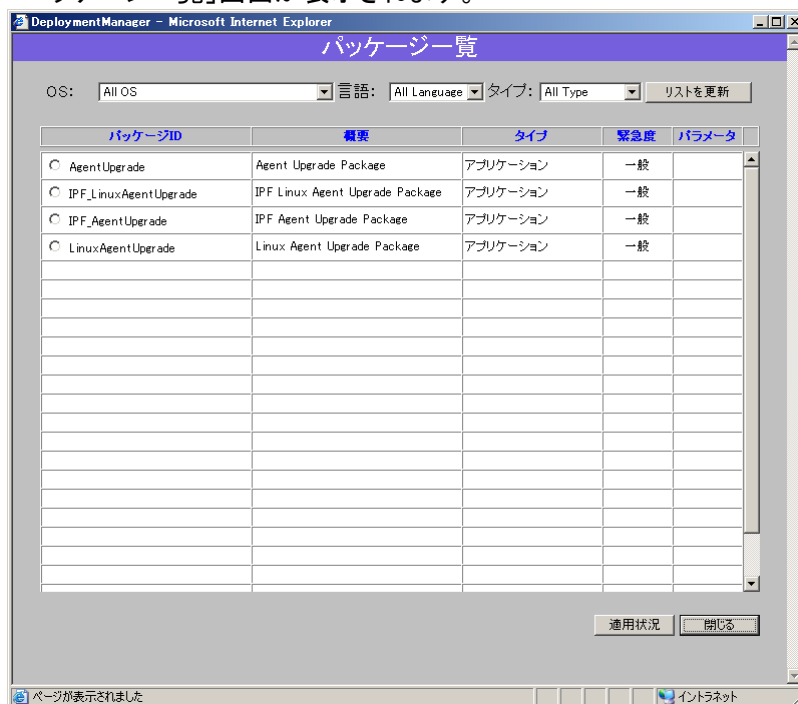 DeploymentManager - Microsoft Internet Explorer
パッケージ一覧
OS: All OS 言語: All Language タイプ: All Type リストを更新
パッケージID 概要 タイプ 緊急度 パラメータ
AgentUpgrade Agent Upgrade Package アプリケーション 一般
IPF_LinuxAgentUpgrade IPF Linux Agent Upgrade Package アプリケーション 一般
IPF_AgentUpgrade IPF Agent Upgrade Package アプリケーション 一般
LinuxAgentUpgrade Linux Agent Upgrade Package アプリケーション 一般
適用状況 閉じる
ページが表示されました イントラネット